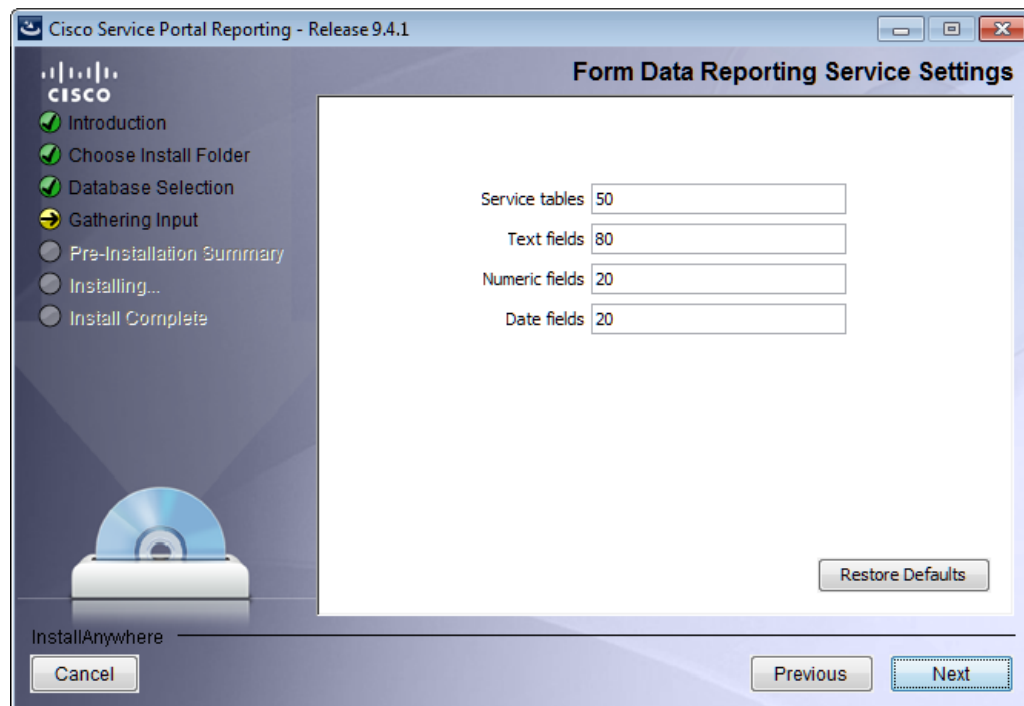 Cisco Service Portal Reporting - Release 9.4.1
CISCO
Form Data Reporting Service Settings
Introduction
Choose Install Folder
Database Selection
Gathering Input
Pre-Installation Summary
Installing...
Install Complete
Service tables 50
Text fields 80
Numeric fields 20
Date fields 20
Restore Defaults
InstallAnywhere
Cancel
Previous
Next